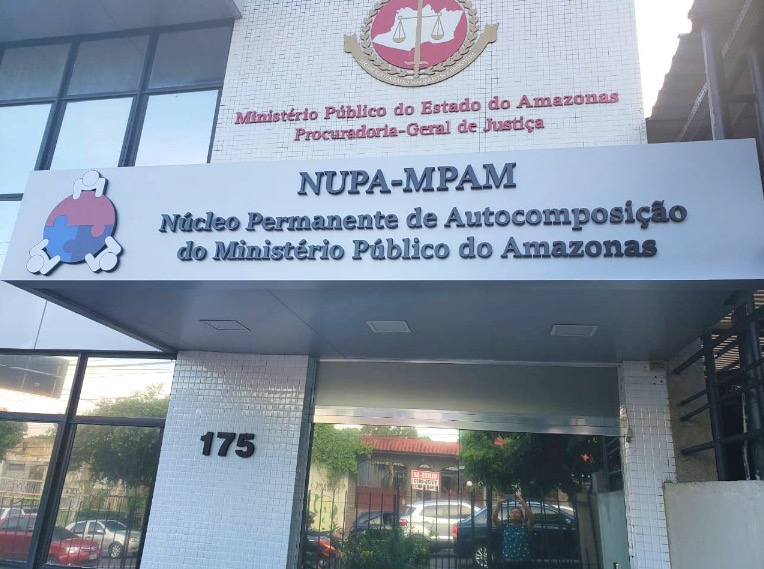 Ministério Público do Estado do Amazonas
Procuradoria-Geral de Justiça
NUPA-MPAM
Núcleo Permanente de Autocomposição
do Ministério Público do Amazonas
175